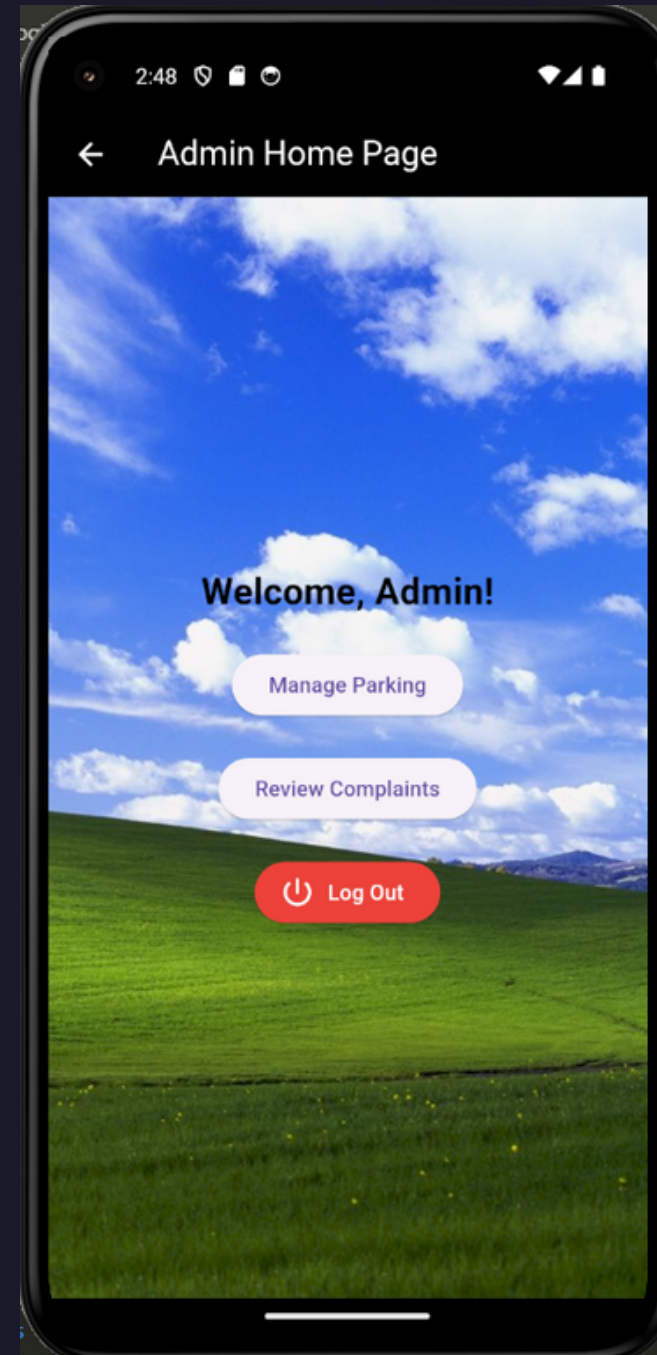 2:48
Admin Home Page
Welcome, Admin!
Manage Parking
Review Complaints
Log Out